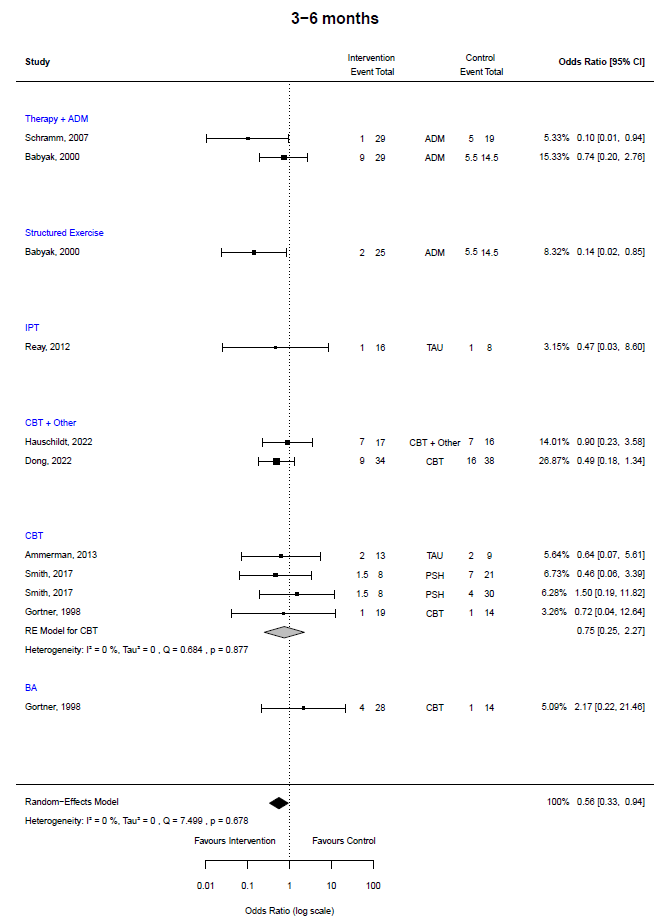 3−6 months
Intervention Control
Study Event Total Event Total Odds Ratio [95% CI]
Therapy + ADM
Schramm, 2007 1 29 ADM 5 19 5.33% 0.10 [0.01, 0.94]
Babyak, 2000 9 29 ADM 5.5 14.5 15.33% 0.74 [0.20, 2.76]
Structured Exercise
Babyak, 2000 2 25 ADM 5.5 14.5 8.32% 0.14 [0.02, 0.85]
IPT
Reay, 2012 1 16 TAU 1 8 3.15% 0.47 [0.03, 8.60]
CBT + Other
Hauschildt, 2022 7 17 CBT + Other 7 16 14.01% 0.90 [0.23, 3.58]
Dong, 2022 9 34 CBT 16 38 26.87% 0.49 [0.18, 1.34]
CBT
Ammerman, 2013 2 13 TAU 2 9 5.64% 0.64 [0.07, 5.61]
Smith, 2017 1.5 8 PSH 7 21 6.73% 0.46 [0.06, 3.39]
Smith, 2017 1.5 8 PSH 4 30 6.28% 1.50 [0.19, 11.82]
Gortner, 1998 1 19 CBT 1 14 3.26% 0.72 [0.04, 12.64]
RE Model for CBT 0.75 [0.25, 2.27]
Heterogeneity: I² = 0 %, Tau² = 0 , Q = 0.684 , p = 0.877
BA
Gortner, 1998 4 28 CBT 1 14 5.09% 2.17 [0.22, 21.46]
Random−Effects Model 100% 0.56 [0.33, 0.94]
Heterogeneity: I² = 0 %, Tau² = 0 , Q = 7.499 , p = 0.678
Favours Intervention Favours Control
0.01 0.1 1 10 100
Odds Ratio (log scale)